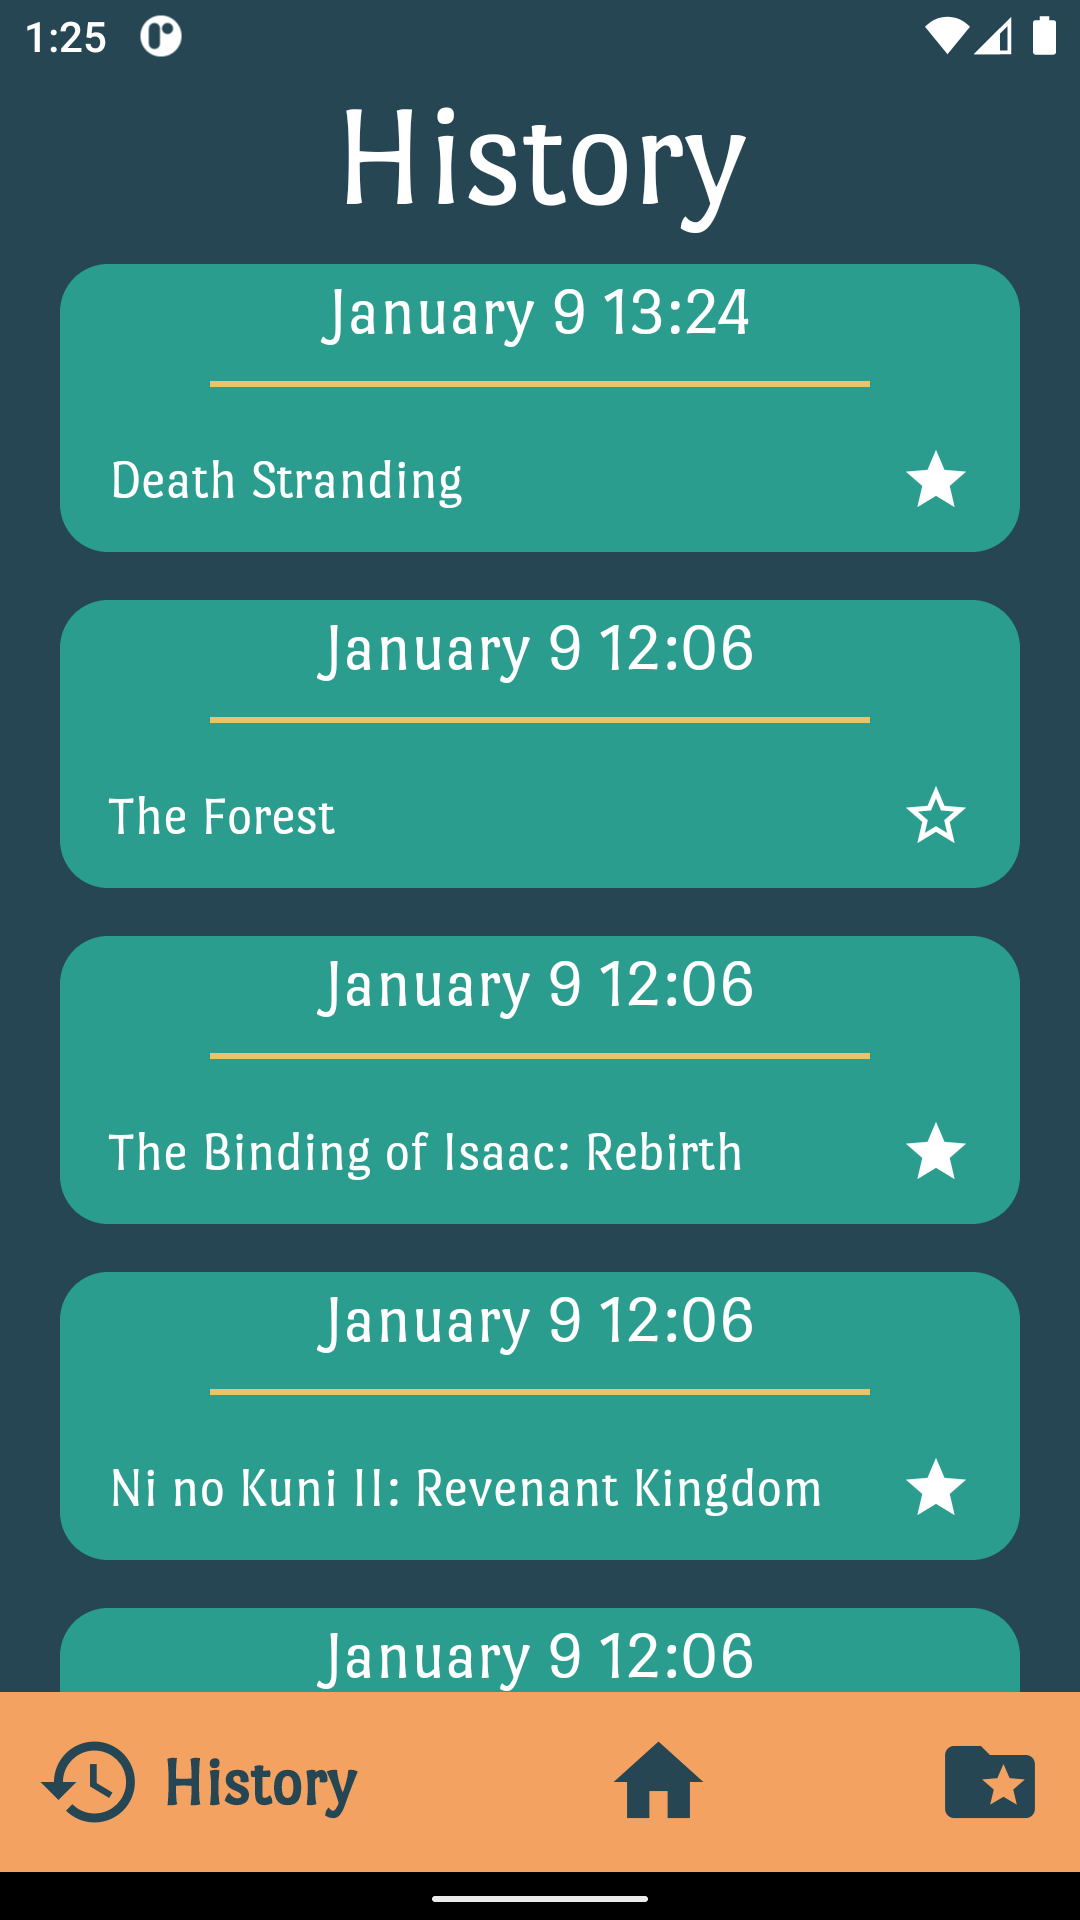 1:25
History
January 9 13:24
Death Stranding
January 9 12:06
The Forest
January 9 12:06
The Binding of Isaac: Rebirth
January 9 12:06
Ni no Kuni II: Revenant Kingdom
January 9 12:06
History